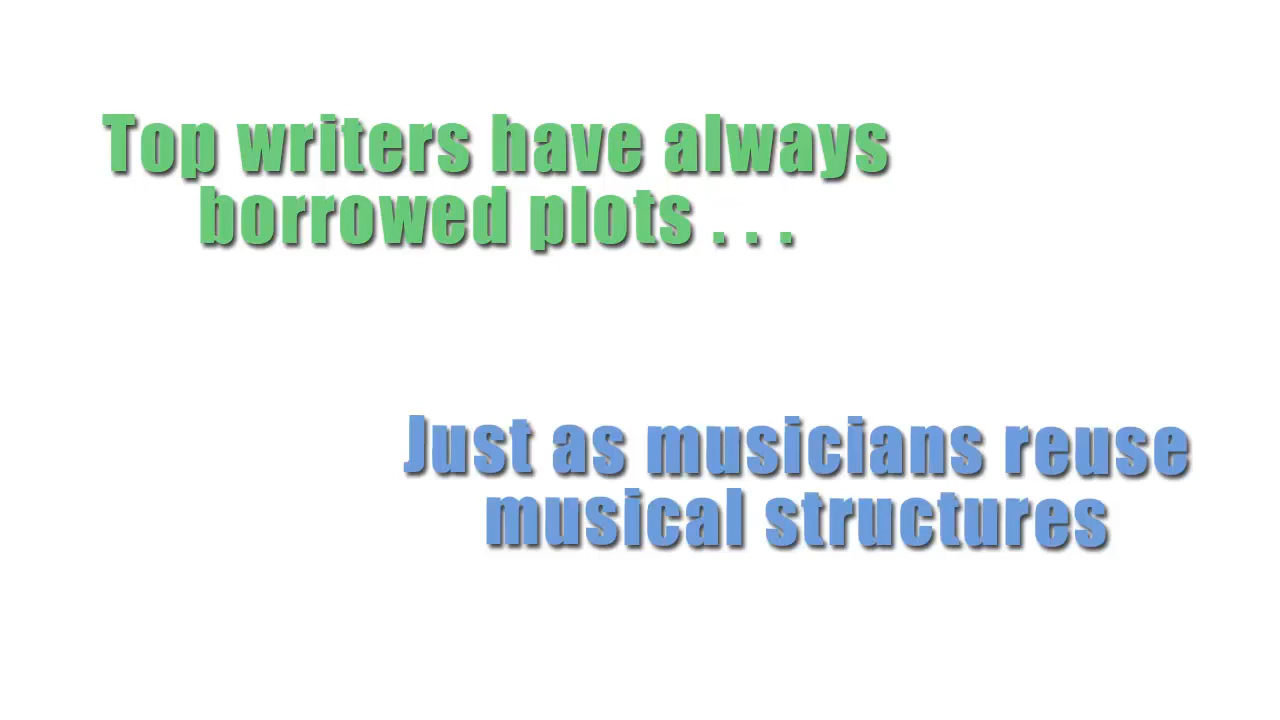 Top writers have always
borrowed plots . . .
Just as musicians reuse
musical structures